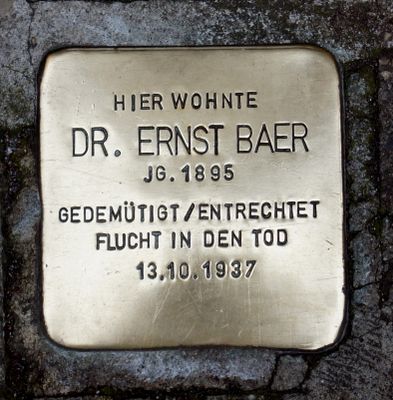 HIER WOHNTE
DR. ERNST BAER
JG. 1895
GEDEMÜTIGT/ENTRECHTET
FLUCHT IN DEN TOD
13.10.1937